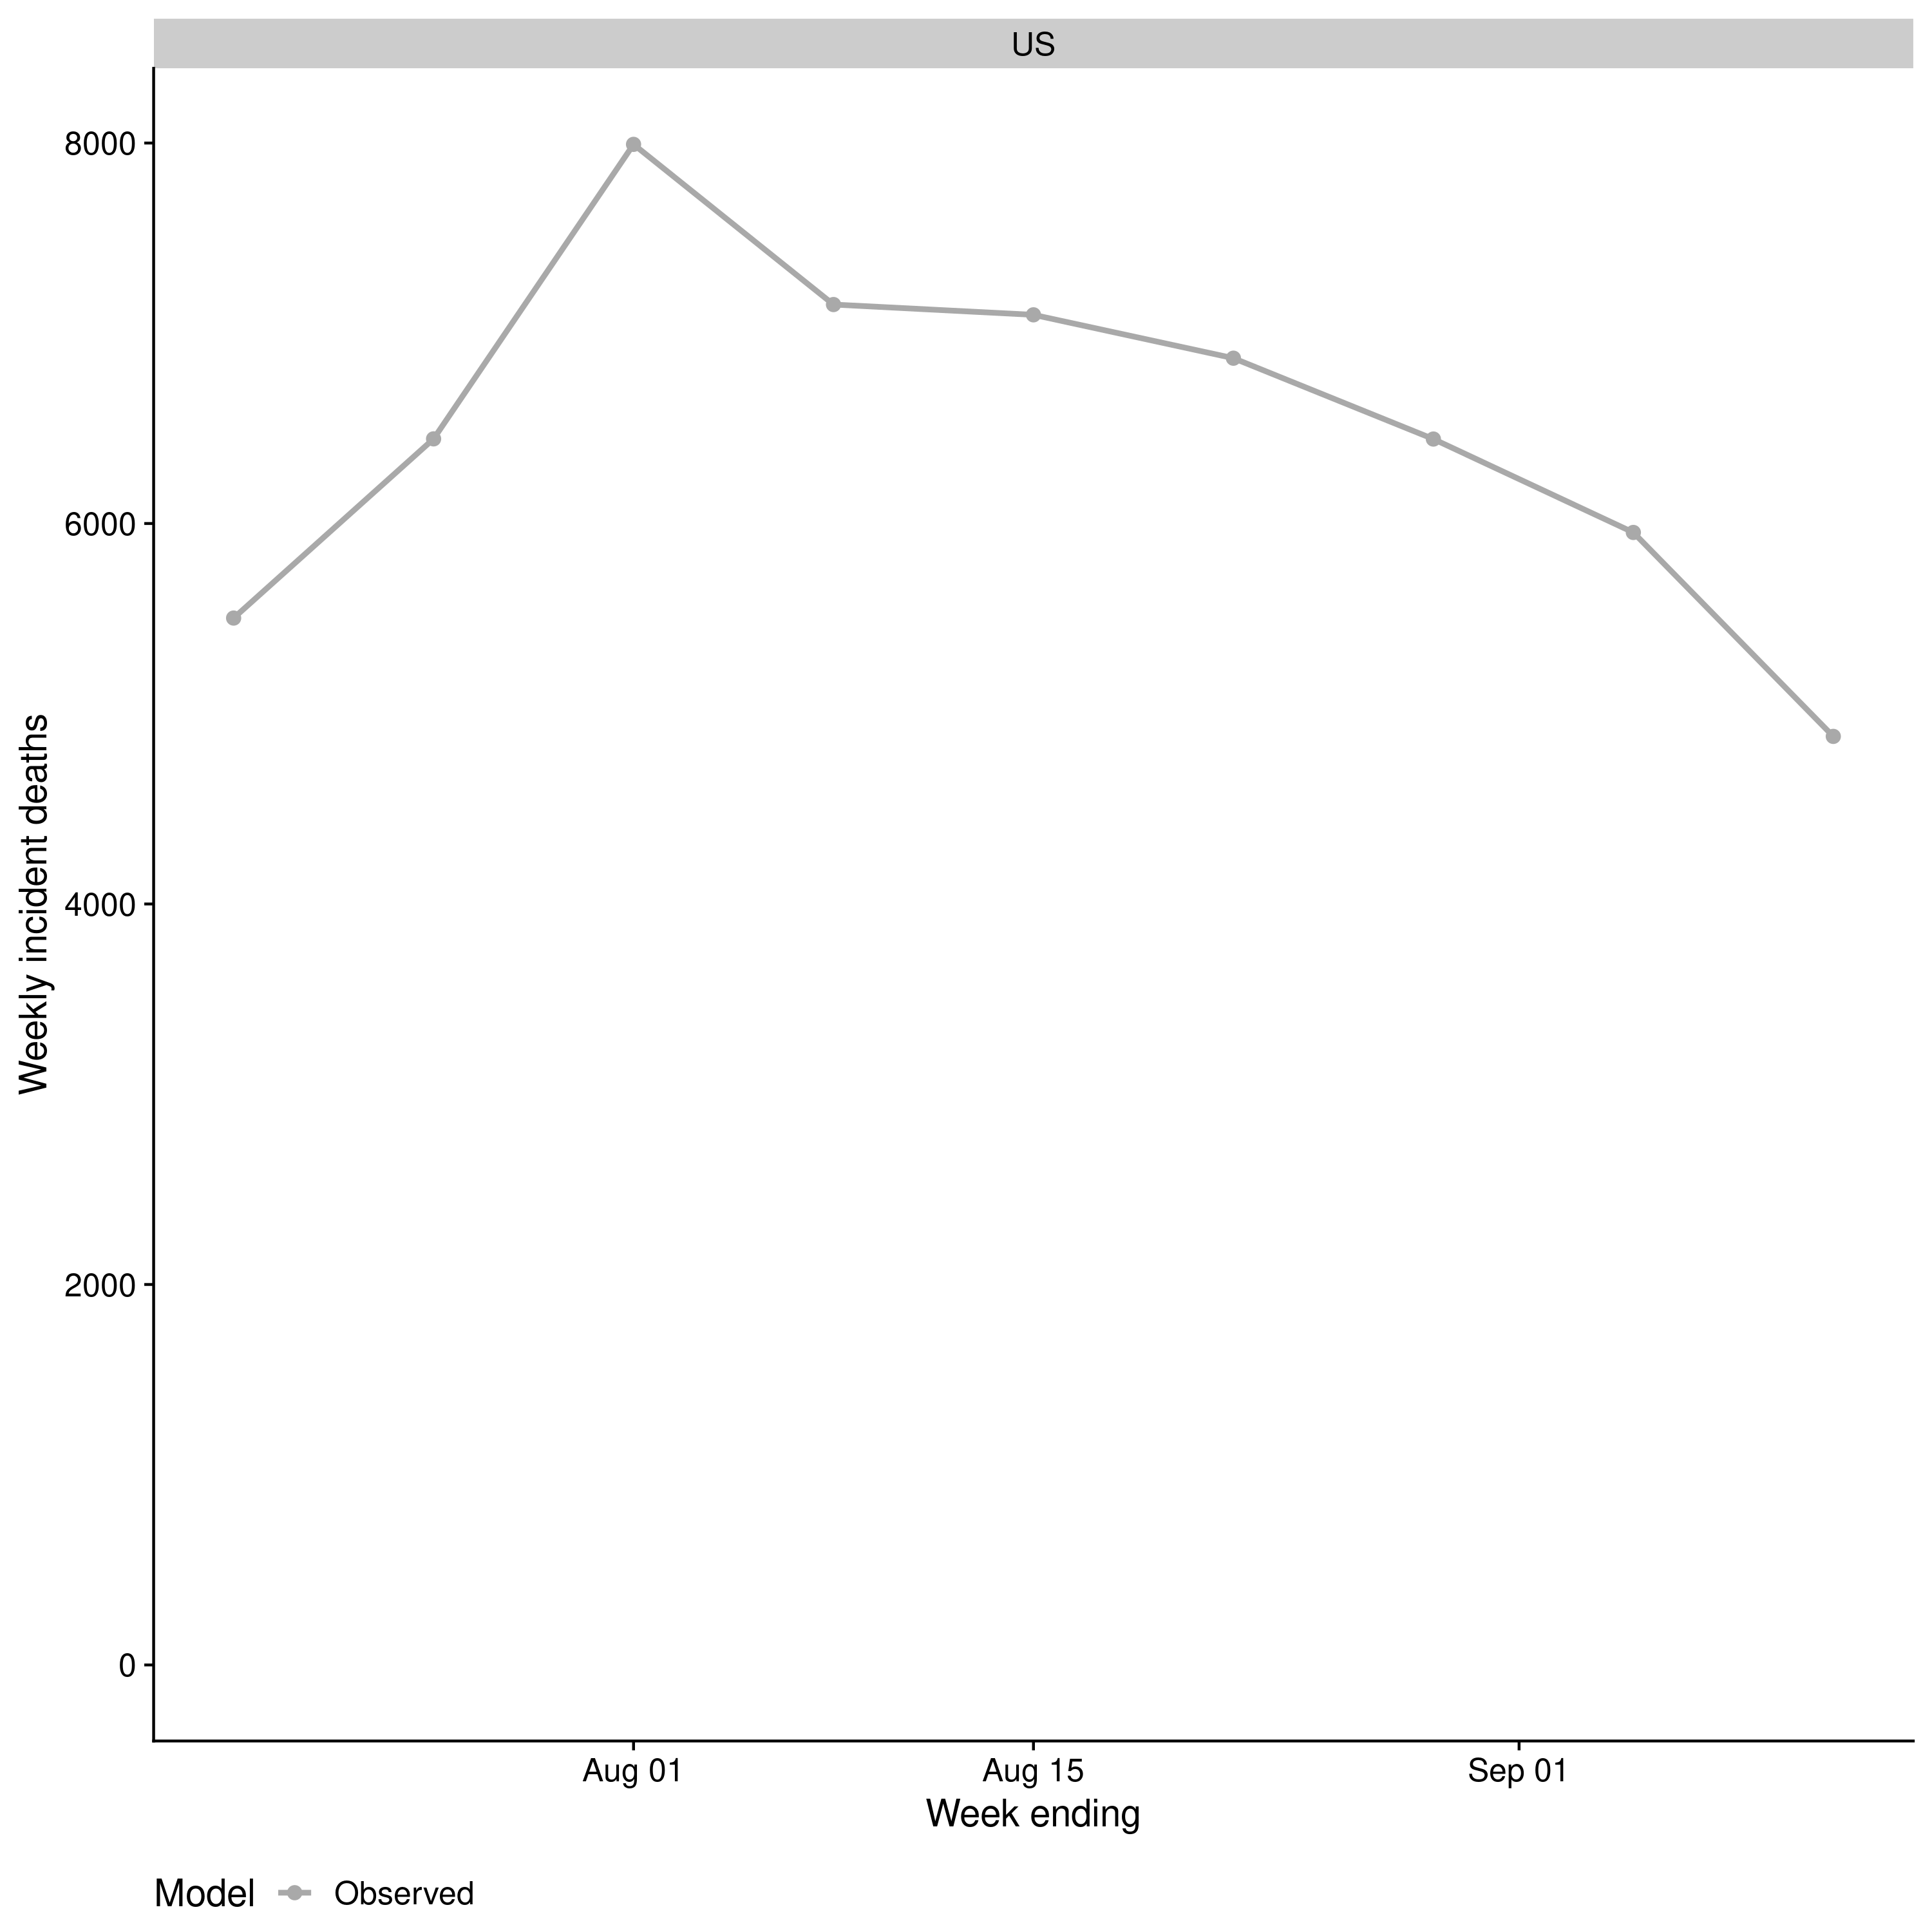 US
8000
6000
4000
2000
0
Weekly incident deaths
Aug 01 Aug 15 Sep 01
Week ending
Model Observed